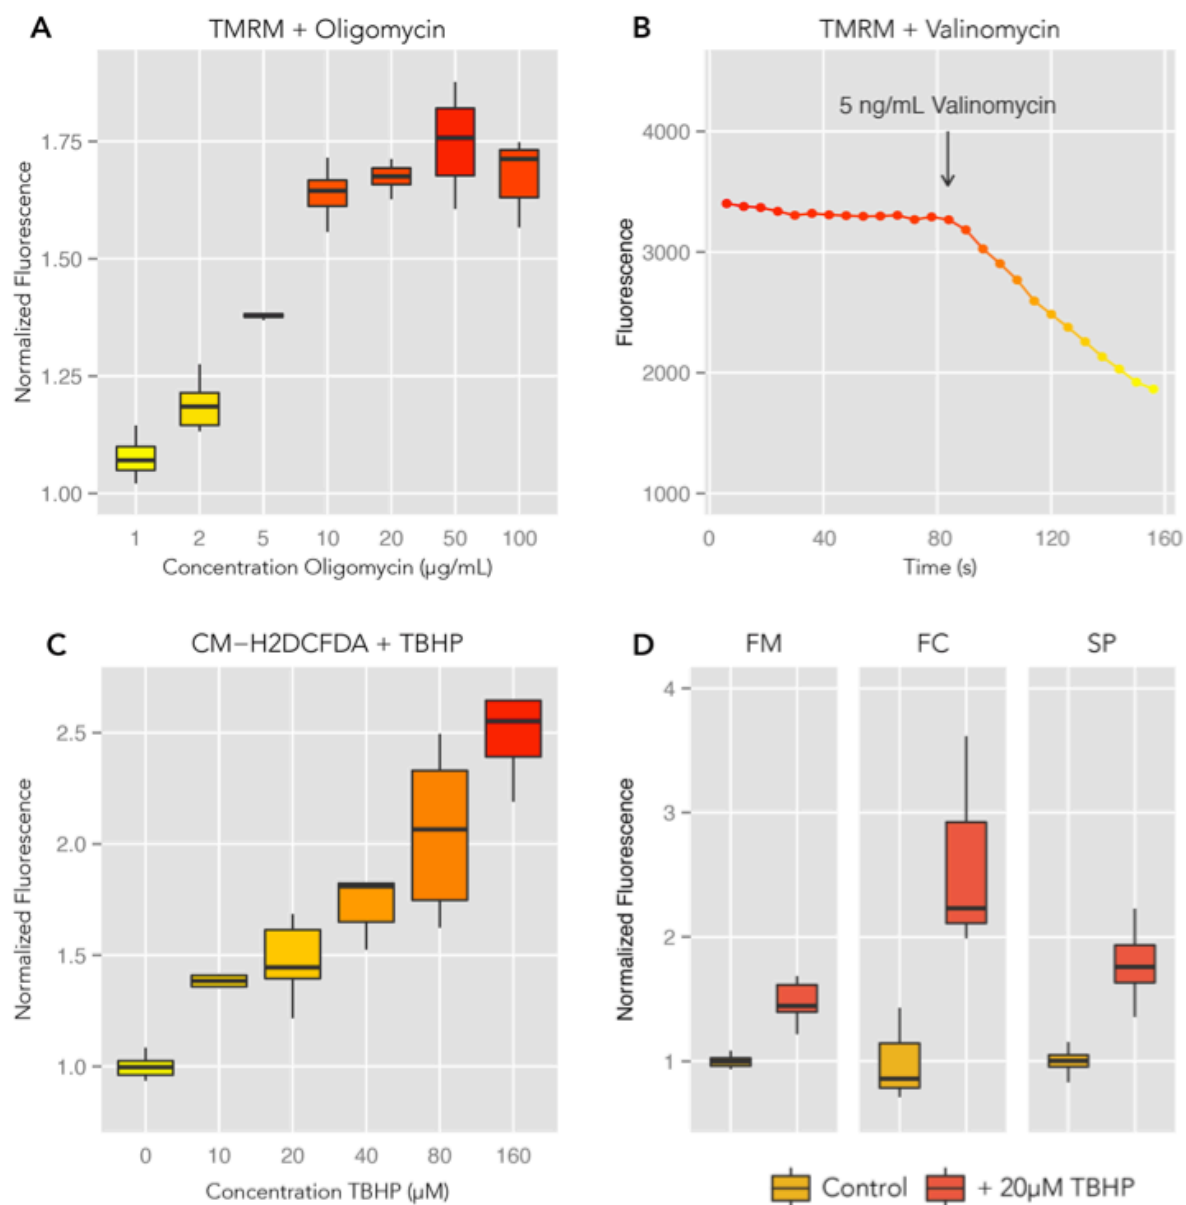 A
TMRM + Oligomycin
Normalized Fluorescence
1.75
1.50
1.25
1.00
1 2 5 10 20 50 100
Concentration Oligomycin (µg/mL)
B
TMRM + Valinomycin
5 ng/mL Valinomycin
Fluorescence
4000
3000
2000
1000
0 40 80 120 160
Time (s)
C
CM–H2DCFDA + TBHP
Normalized Fluorescence
2.5
2.0
1.5
1.0
0 10 20 40 80 160
Concentration TBHP (µM)
D
FM FC SP
Normalized Fluorescence
4
3
2
1
Control + 20µM TBHP